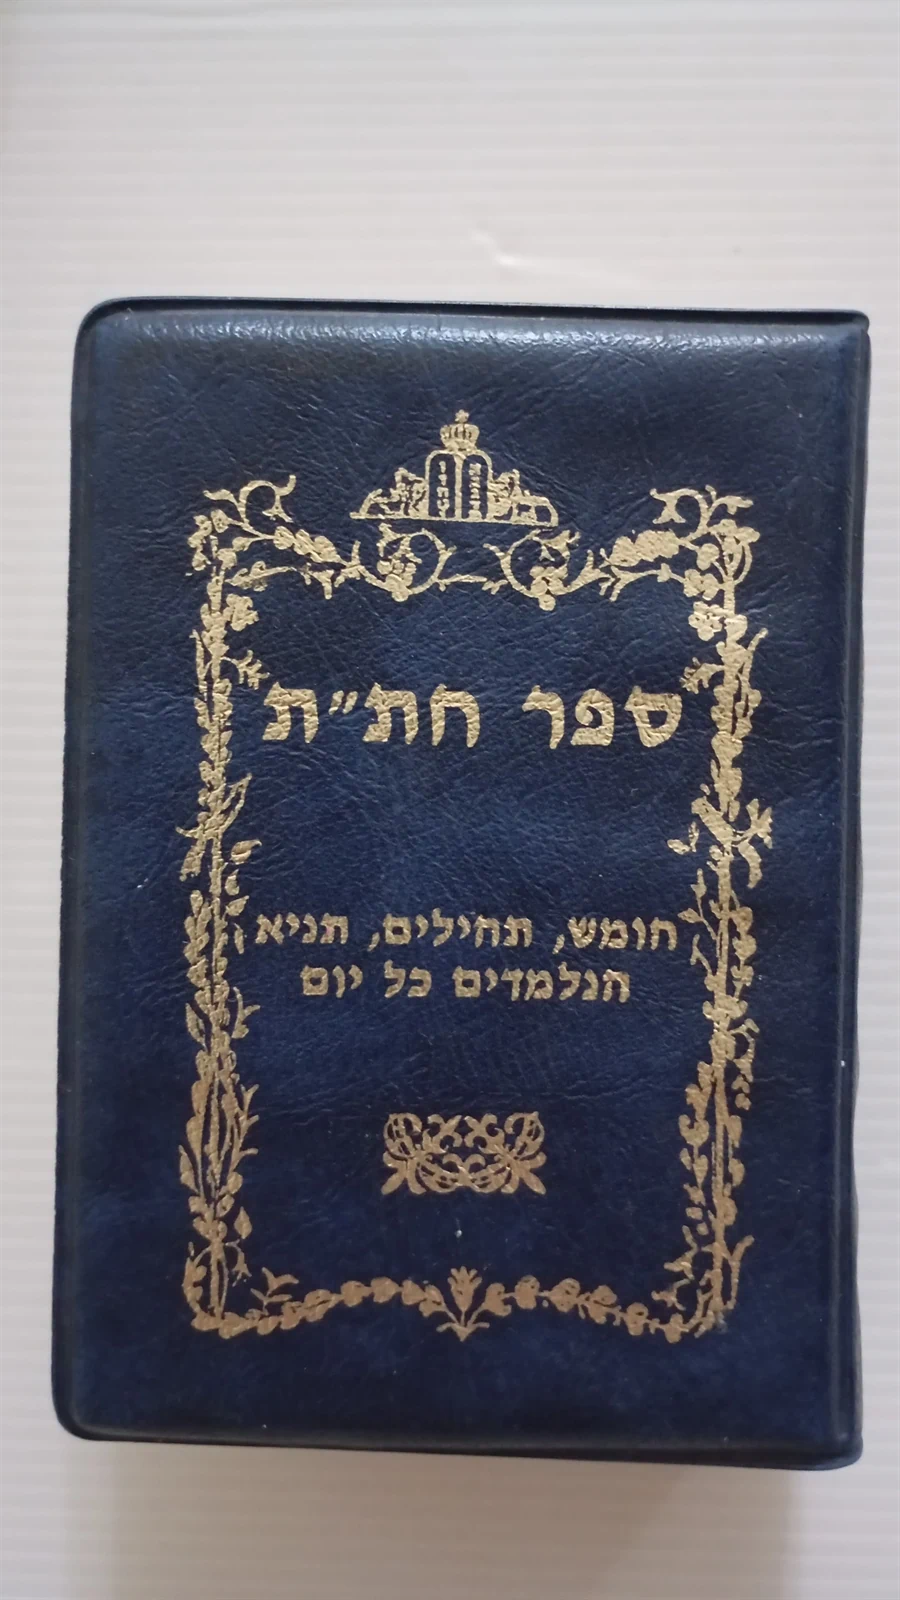 ספר חת״ת
חומש, תהילים, תניא
הנלמדים כל יום